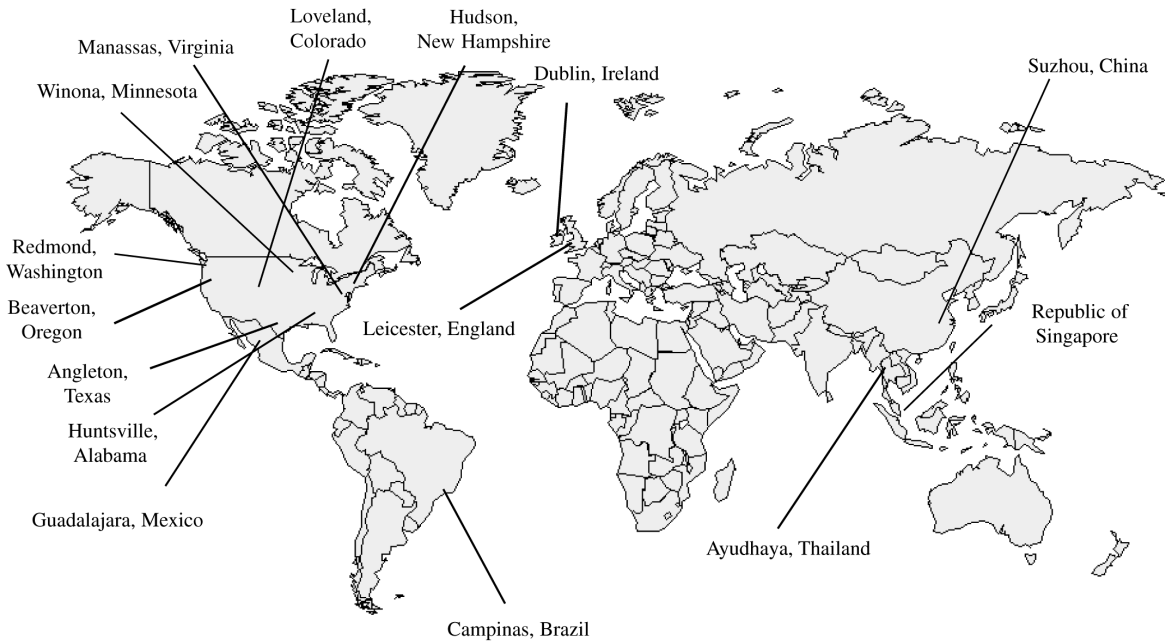 Loveland,
Colorado
Hudson,
New Hampshire
Manassas, Virginia
Winona, Minnesota
Dublin, Ireland
Suzhou, China
Redmond,
Washington
Beaverton,
Oregon
Leicester, England
Republic of
Singapore
Angleton,
Texas
Huntsville,
Alabama
Guadalajara, Mexico
Ayudhaya, Thailand
Campinas, Brazil